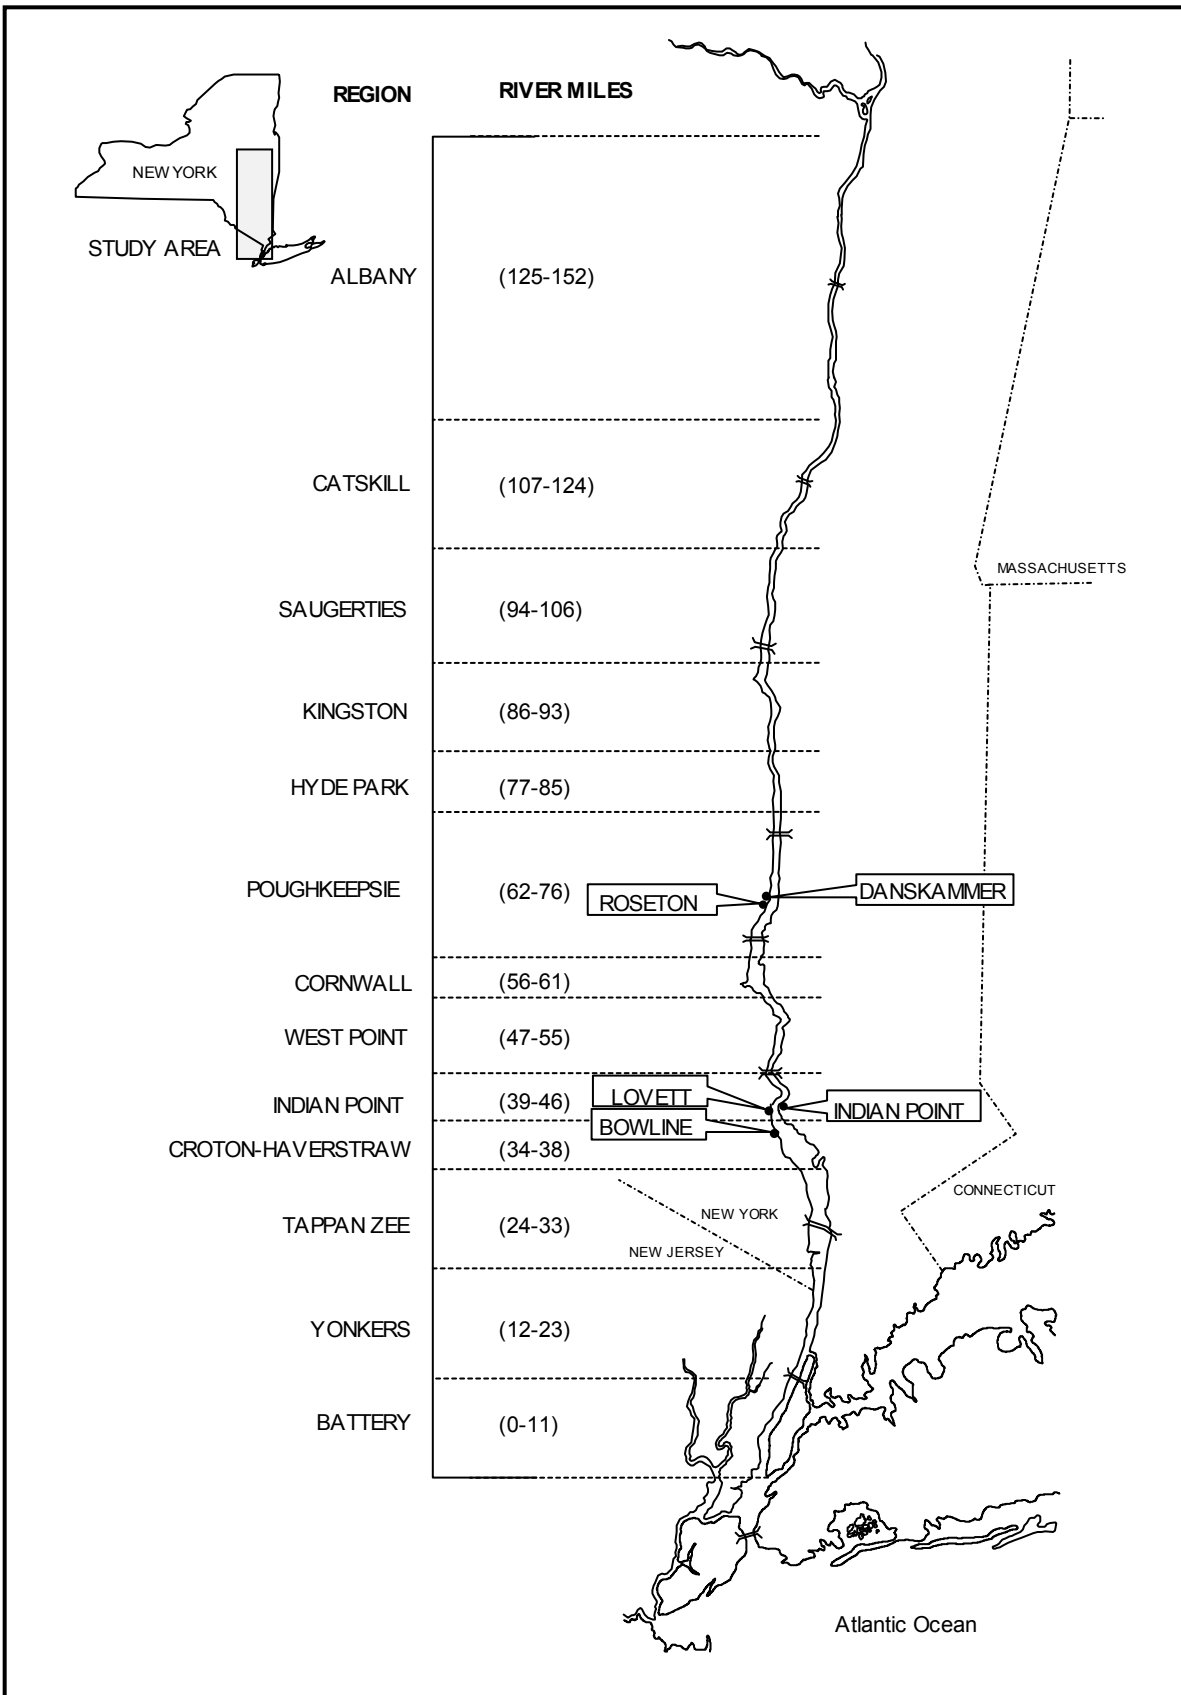 REGION RIVER MILES
NEW YORK
STUDY AREA
ALBANY (125-152)
CATSKILL (107-124)
MASSACHUSETTS
SAUGERTIES (94-106)
KINGSTON (86-93)
HYDE PARK (77-85)
POUGHKEEPSIE (62-76) ROSETON DANSKAMMER
CORNWALL (56-61)
WEST POINT (47-55)
INDIAN POINT (39-46) LOVETT INDIAN POINT
BOWLINE
CROTON-HAVERSTRAW (34-38)
CONNECTICUT
TAPPAN ZEE (24-33) NEW YORK
NEW JERSEY
YONKERS (12-23)
BATTERY (0-11)
Atlantic Ocean